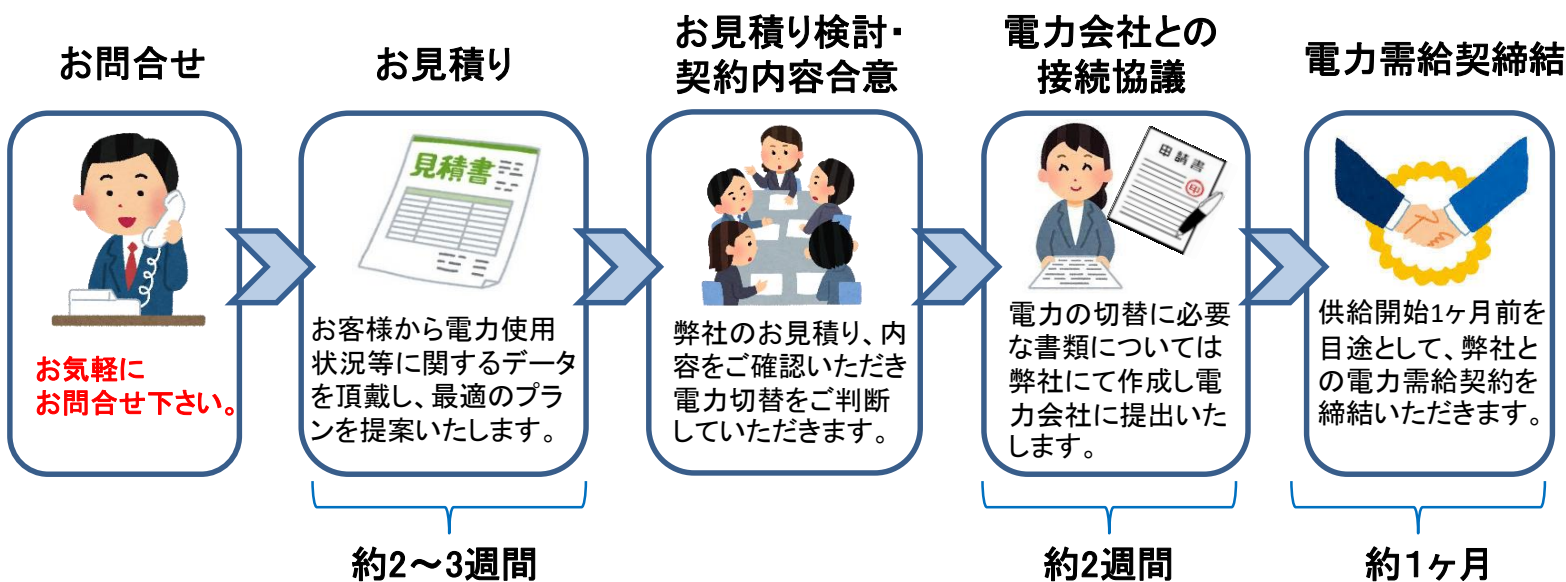 お問合せ
お気軽に
お問合せ下さい。
お見積り
見積書
お客様から電力使用
状況等に関するデータ
を頂戴し、最適のプラ
ンを提案いたします。
約2～3週間
お見積り検討・
契約内容合意
弊社のお見積り、内
容をご確認いただき
電力切替をご判断
していただきます。
電力会社との
接続協議
申請書
印
電力の切替に必要
な書類については
弊社にて作成し電
力会社に提出いた
します。
約2週間
電力需給契締結
供給開始1ヶ月前を
目途として、弊社と
の電力需給契約を
締結いただきます。
約1ヶ月